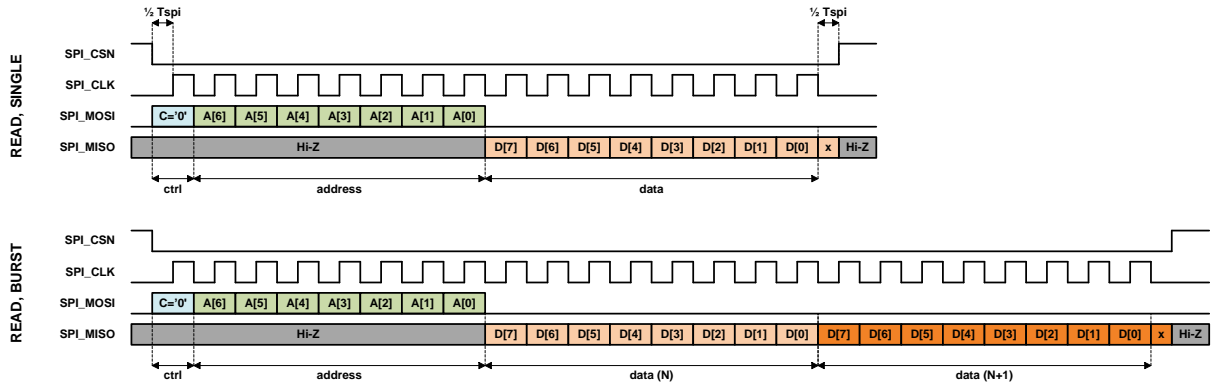 ½ Tspi ½ Tspi
READ, SINGLE
SPI_CSN
SPI_CLK
SPI_MOSI C='0' A[6] A[5] A[4] A[3] A[2] A[1] A[0]
SPI_MISO Hi-Z D[7] D[6] D[5] D[4] D[3] D[2] D[1] D[0] x Hi-Z
ctrl address data
READ, BURST
SPI_CSN
SPI_CLK
SPI_MOSI C='0' A[6] A[5] A[4] A[3] A[2] A[1] A[0]
SPI_MISO Hi-Z D[7] D[6] D[5] D[4] D[3] D[2] D[1] D[0] D[7] D[6] D[5] D[4] D[3] D[2] D[1] D[0] x Hi-Z
ctrl address data (N) data (N+1)